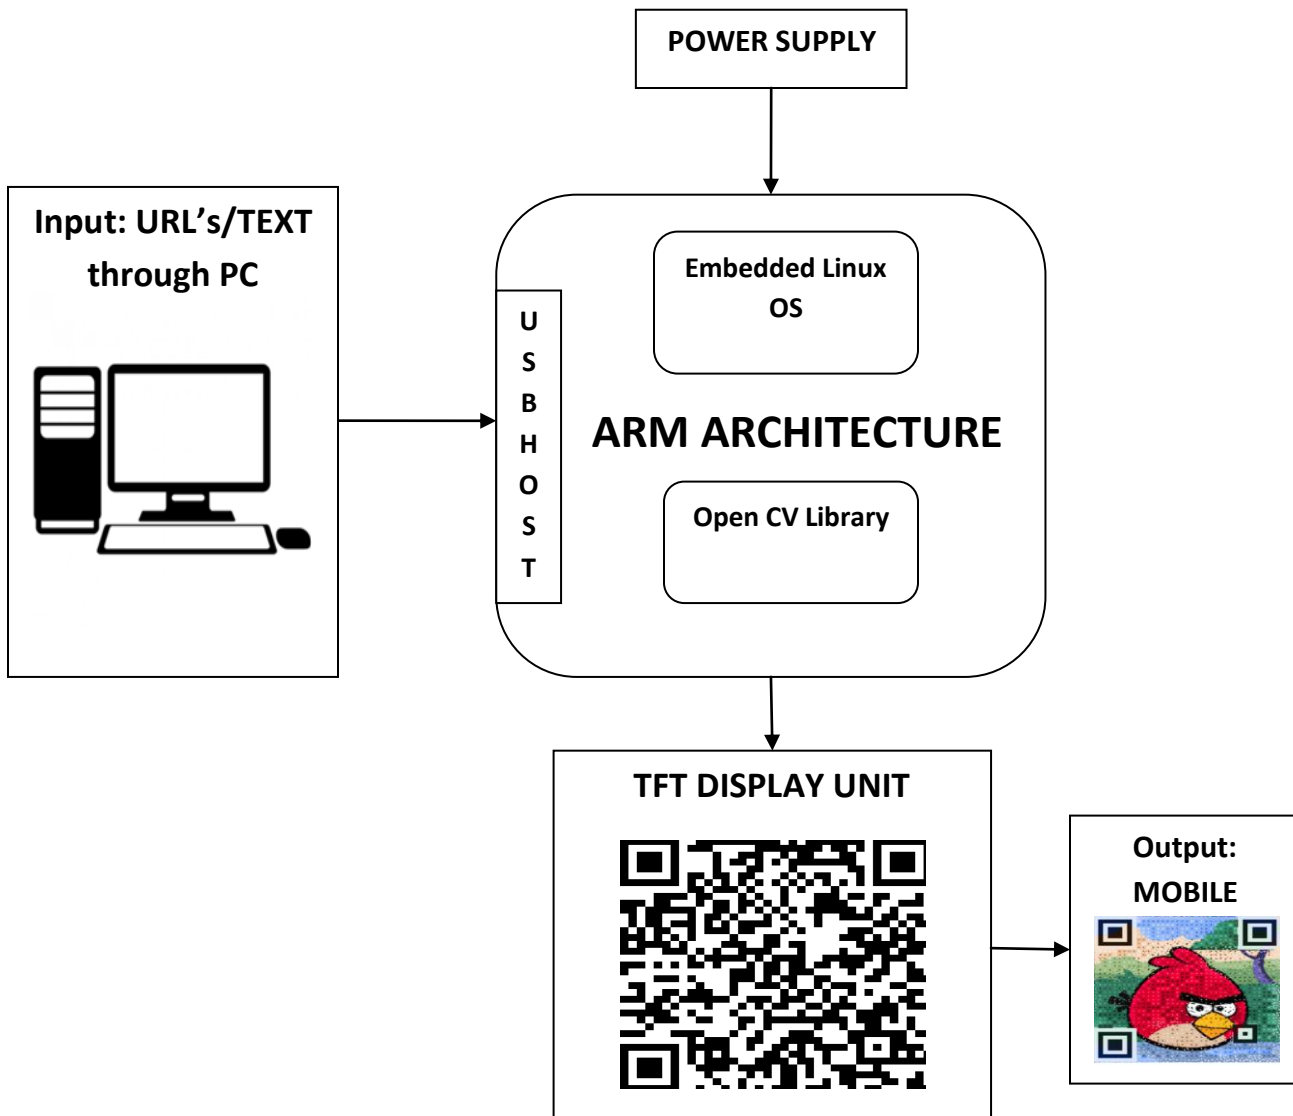 POWER SUPPLY
Input: URL’s/TEXT
through PC
Embedded Linux
OS
U
S
B
H
O
S
T
ARM ARCHITECTURE
Open CV Library
TFT DISPLAY UNIT
Output:
MOBILE